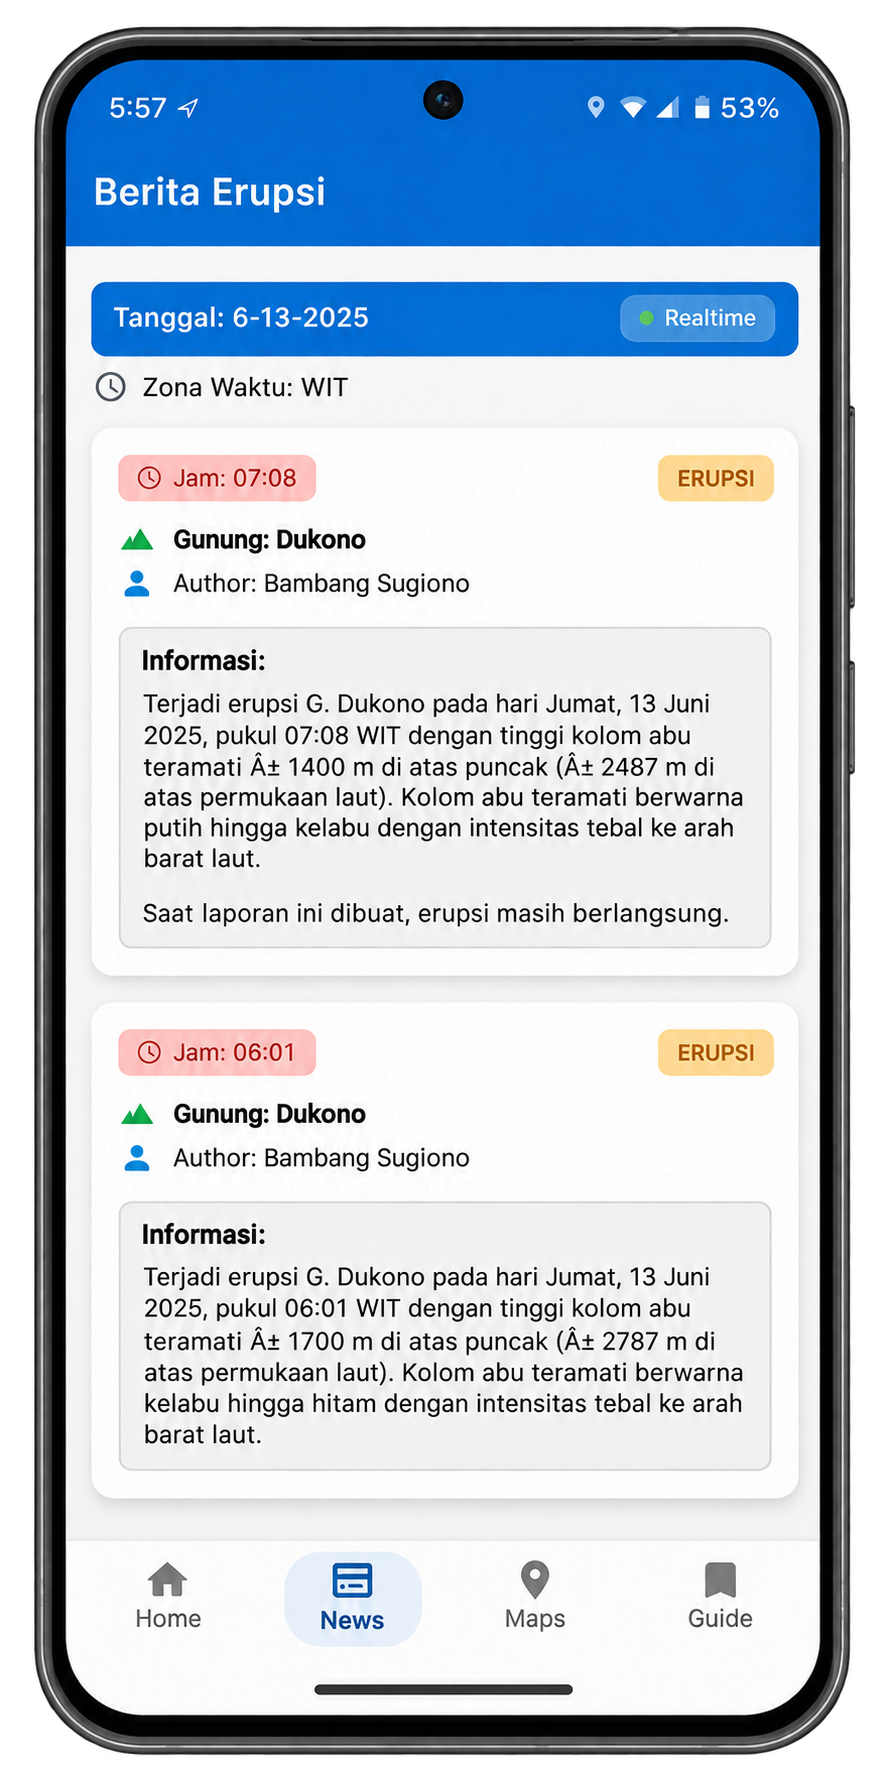 5:57 53%
Berita Erupsi
Tanggal: 6-13-2025 Realtime
Zona Waktu: WIT
Jam: 07:08 ERUPSI
Gunung: Dukono
Author: Bambang Sugiono
Informasi:
Terjadi erupsi G. Dukono pada hari Jumat, 13 Juni
2025, pukul 07:08 WIT dengan tinggi kolom abu
teramati Â± 1400 m di atas puncak (Â± 2487 m di
atas permukaan laut). Kolom abu teramati berwarna
putih hingga kelabu dengan intensitas tebal ke arah
barat laut.
Saat laporan ini dibuat, erupsi masih berlangsung.
Jam: 06:01 ERUPSI
Gunung: Dukono
Author: Bambang Sugiono
Informasi:
Terjadi erupsi G. Dukono pada hari Jumat, 13 Juni
2025, pukul 06:01 WIT dengan tinggi kolom abu
teramati Â± 1700 m di atas puncak (Â± 2787 m di
atas permukaan laut). Kolom abu teramati berwarna
kelabu hingga hitam dengan intensitas tebal ke arah
barat laut.
Home News Maps Guide